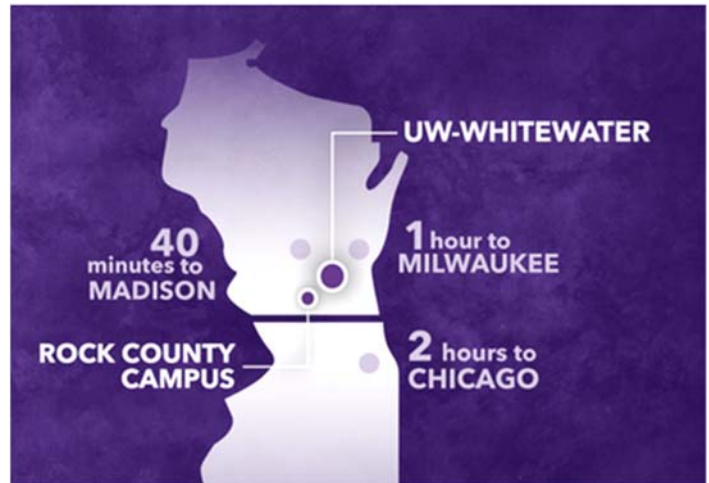 UW-WHITEWATER
40
minutes to
MADISON
1 hour to
MILWAUKEE
ROCK COUNTY
CAMPUS
2 hours to
CHICAGO